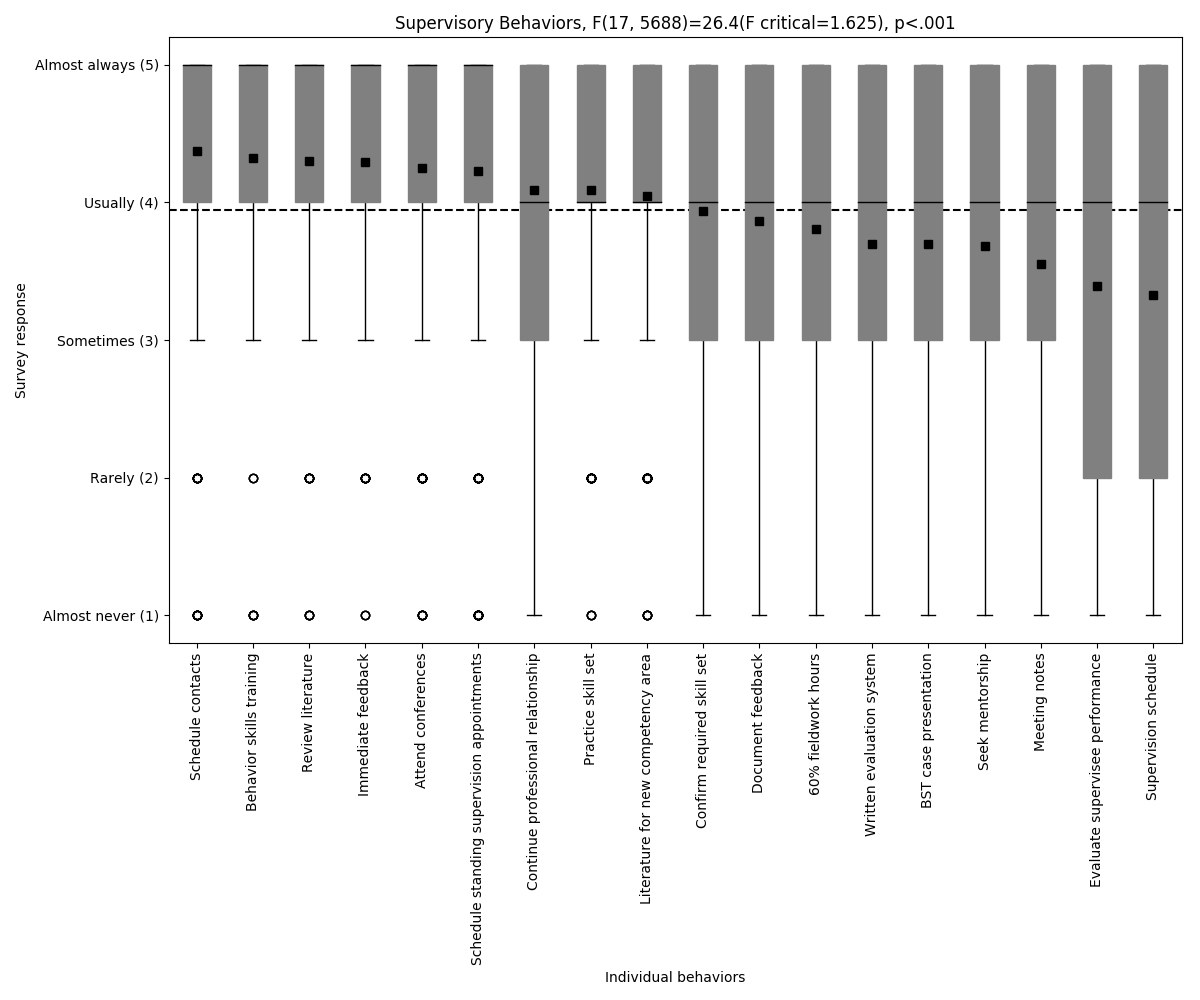 Supervisory Behaviors, F(17, 5688)=26.4(F critical=1.625), p<.001
Almost always (5)
Usually (4)
Sometimes (3)
Rarely (2)
Almost never (1)
Survey response
Schedule contacts
Behavior skills training
Review literature
Immediate feedback
Attend conferences
Schedule standing supervision appointments
Continue professional relationship
Practice skill set
Literature for new competency area
Confirm required skill set
Document feedback
60% fieldwork hours
Written evaluation system
BST case presentation
Seek mentorship
Meeting notes
Evaluate supervisee performance
Supervision schedule
Individual behaviors